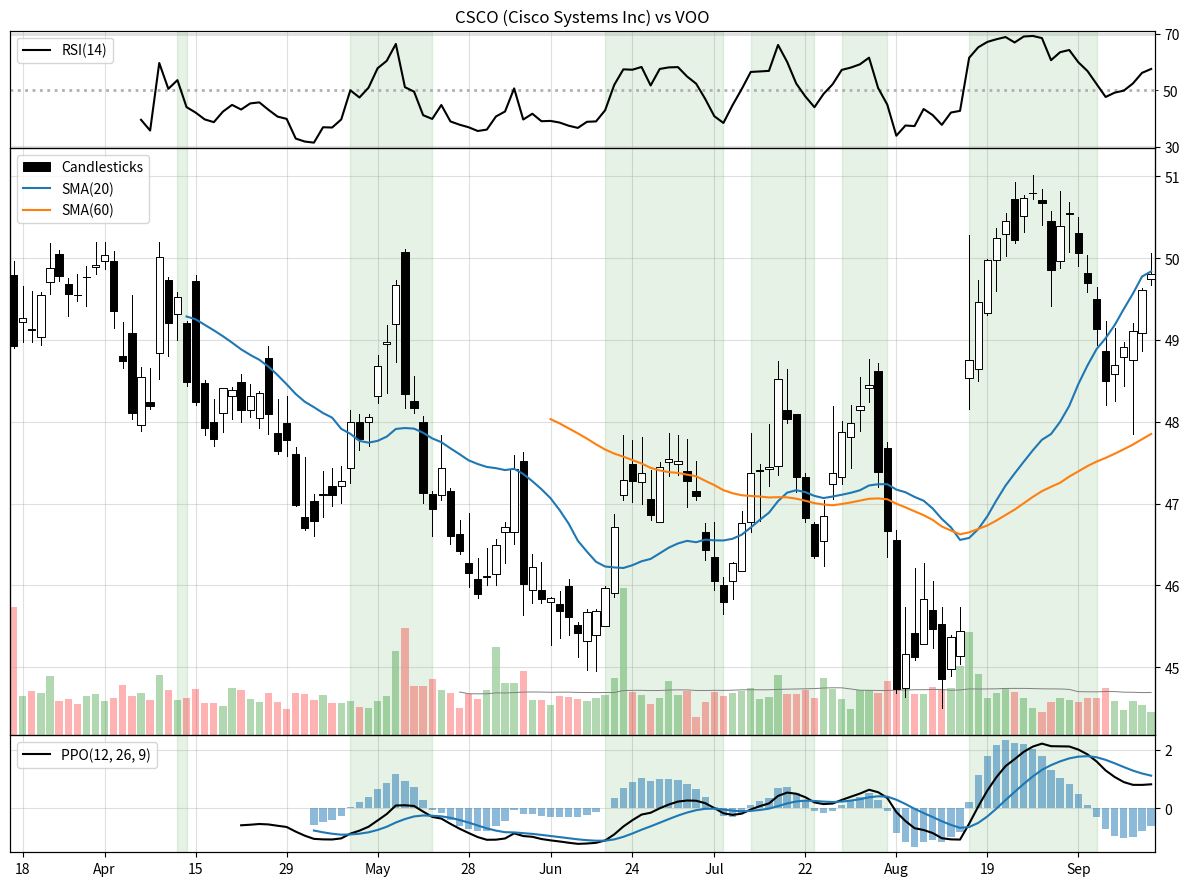 CSCO (Cisco Systems Inc) vs VOO
RSI(14)
70
50
30
Candlesticks
SMA(20)
SMA(60)
51
50
49
48
47
46
45
PPO(12, 26, 9)
2
0
18 Apr 15 29 May 28 Jun 24 Jul 22 Aug 19 Sep